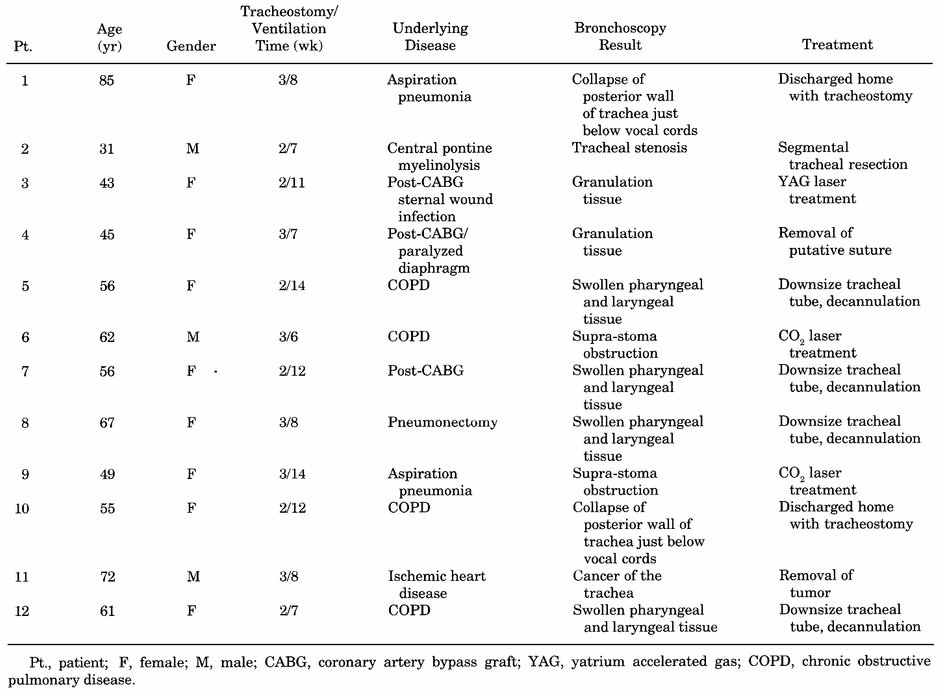 Pt. Age (yr) Gender Tracheostomy/ Ventilation Time (wk) Underlying Disease Bronchoscopy Result Treatment
1 85 F 3/8 Aspiration pneumonia Collapse of posterior wall of trachea just below vocal cords Discharged home with tracheostomy
2 31 M 2/7 Central pontine myelinolysis Tracheal stenosis Segmental tracheal resection
3 43 F 2/11 Post-CABG sternal wound infection Granulation tissue YAG laser treatment
4 45 F 3/7 Post-CABG/ paralyzed diaphragm Granulation tissue Removal of putative suture
5 56 F 2/14 COPD Swollen pharyngeal and laryngeal tissue Downsize tracheal tube, decannulation
6 62 M 3/6 COPD Supra-stoma obstruction CO₂ laser treatment
7 56 F 2/12 Post-CABG Swollen pharyngeal and laryngeal tissue Downsize tracheal tube, decannulation
8 67 F 3/8 Pneumonectomy Swollen pharyngeal and laryngeal tissue Downsize tracheal tube, decannulation
9 49 F 3/14 Aspiration pneumonia Supra-stoma obstruction CO₂ laser treatment
10 55 F 2/12 COPD Collapse of posterior wall of trachea just below vocal cords Discharged home with tracheostomy
11 72 M 3/8 Ischemic heart disease Cancer of the trachea Removal of tumor
12 61 F 2/7 COPD Swollen pharyngeal and laryngeal tissue Downsize tracheal tube, decannulation
Pt., patient; F, female; M, male; CABG, coronary artery bypass graft; YAG, yatrium accelerated gas; COPD, chronic obstructive
pulmonary disease.